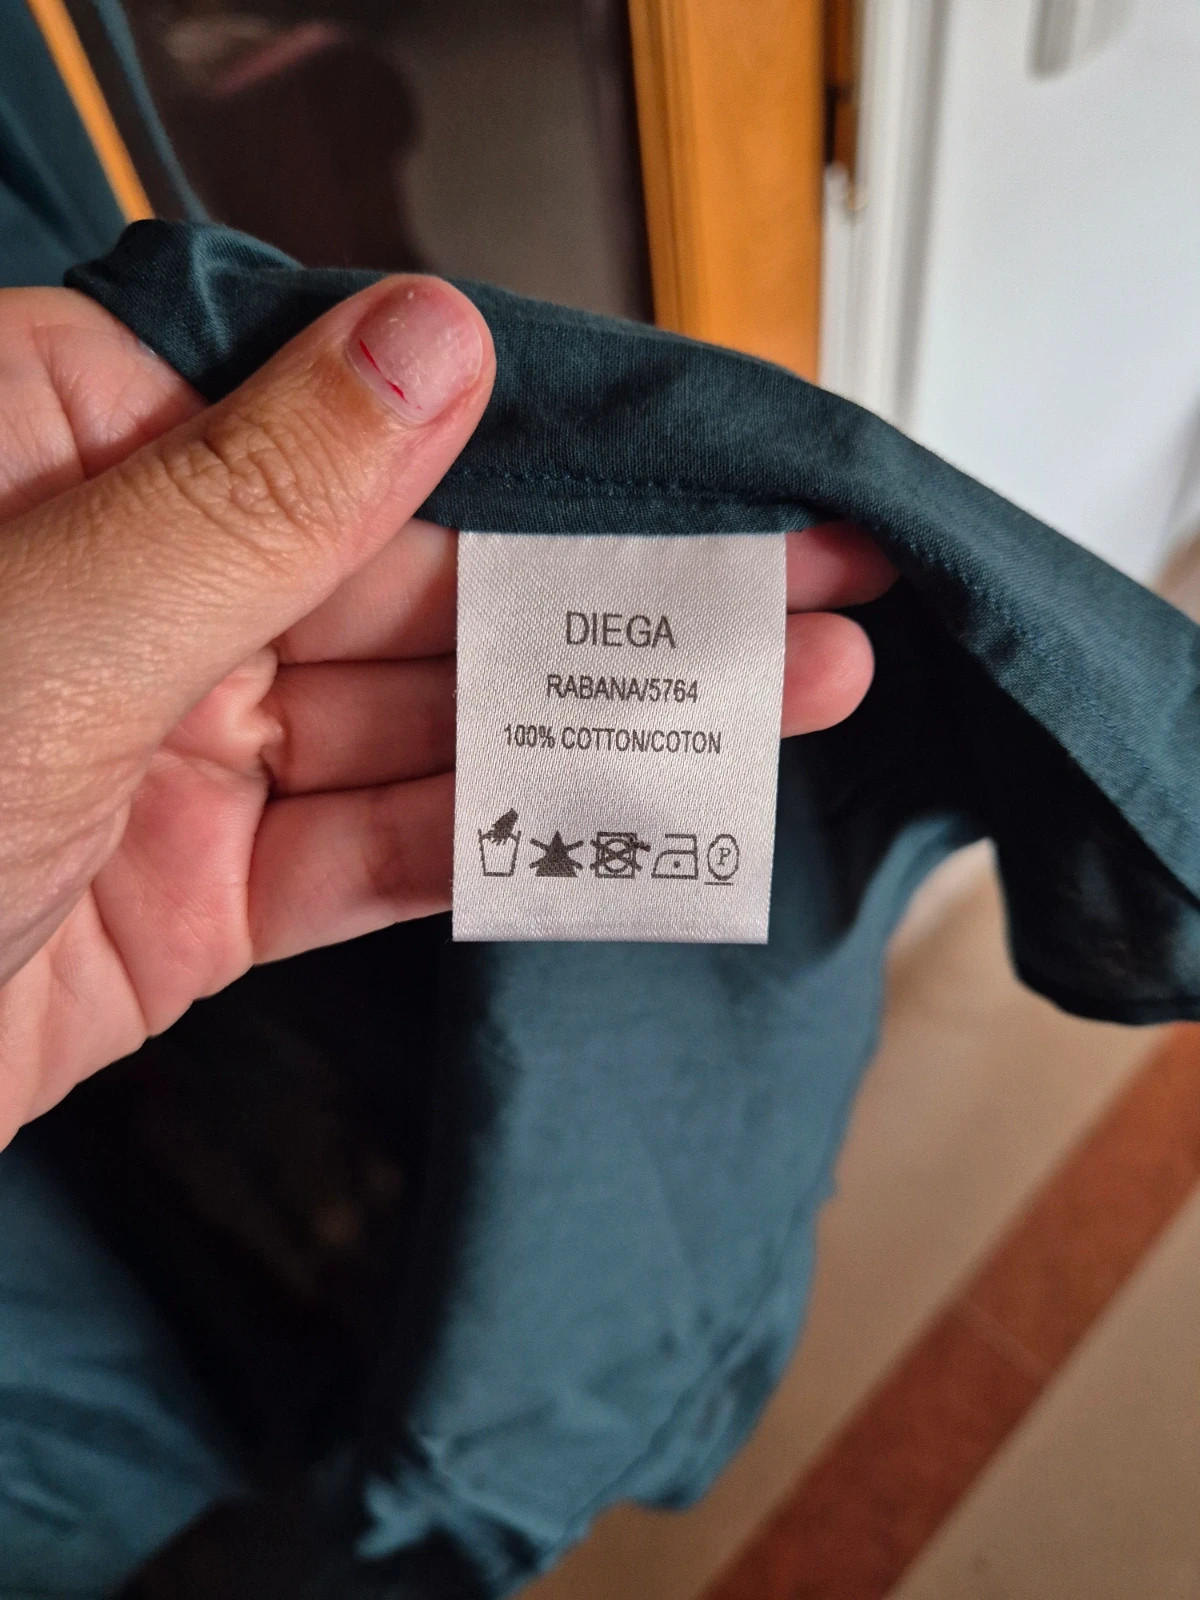 DIEGA
RABANA/5764
100% COTTON/COTON
P